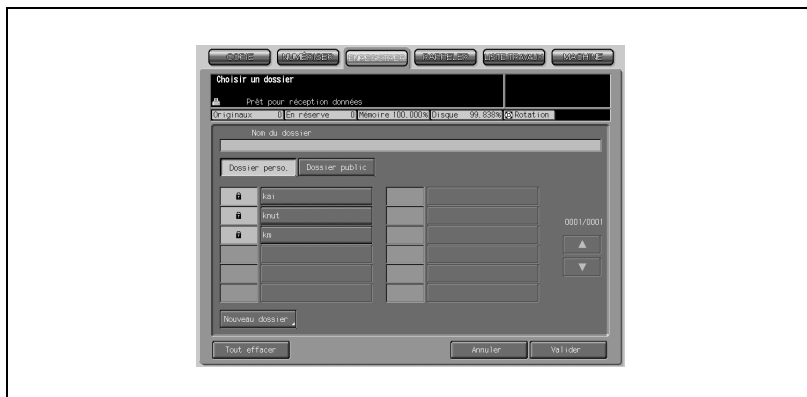 COPIE NUMÉRISER ENREGISTRER RAPPELER LISTE TRAVAUX MACHINE
Choisir un dossier
Prêt pour réception données
Originaux 0 En réserve 0 Mémoire 100.000% Disque 99.838% Rotation
Nom du dossier
Dossier perso. Dossier public
kai
knut
0001/0001
km
Nouveau dossier
Tout effacer Annuler Valider